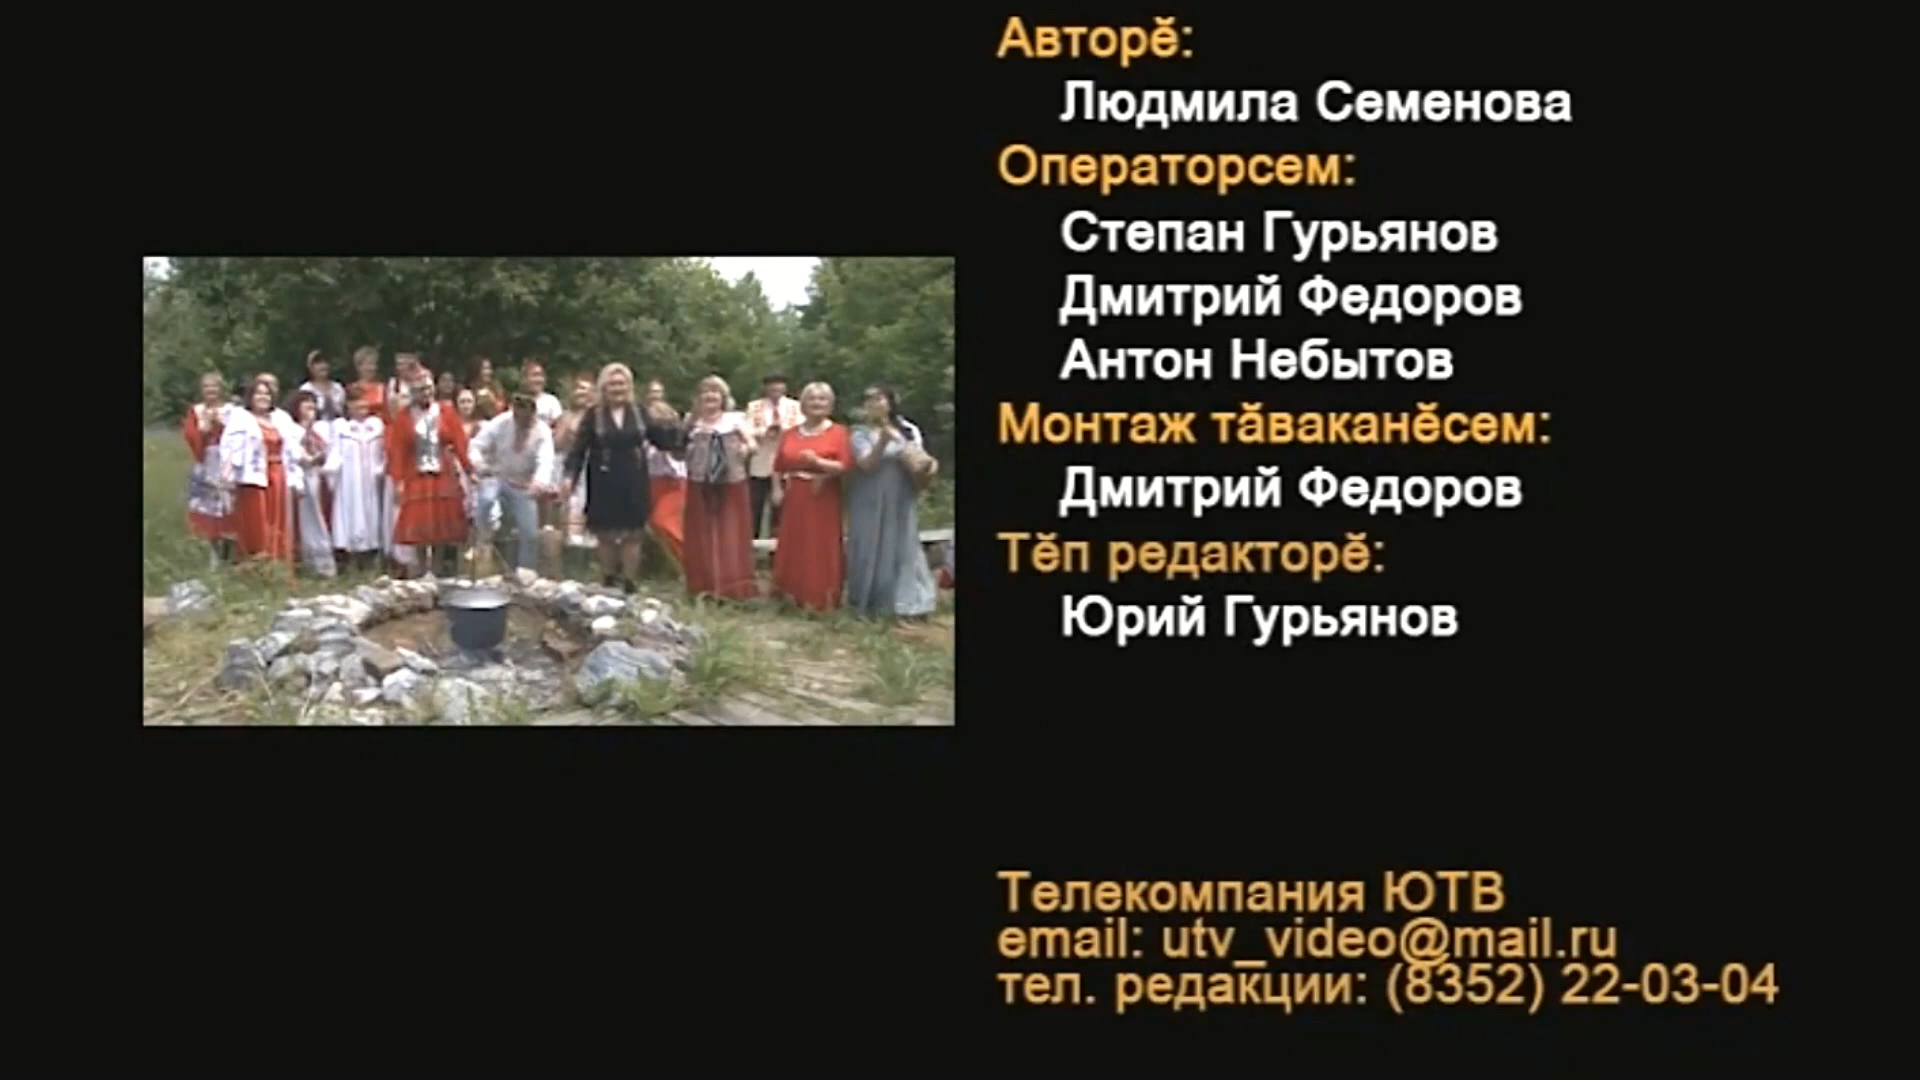 Авторĕ:
Людмила Семенова
Операторсем:
Степан Гурьянов
Дмитрий Федоров
Антон Небытов
Монтаж тăваканĕсем:
Дмитрий Федоров
Тĕп редакторĕ:
Юрий Гурьянов
Телекомпания ЮТВ
email: utv_video@mail.ru
тел. редакции: (8352) 22-03-04